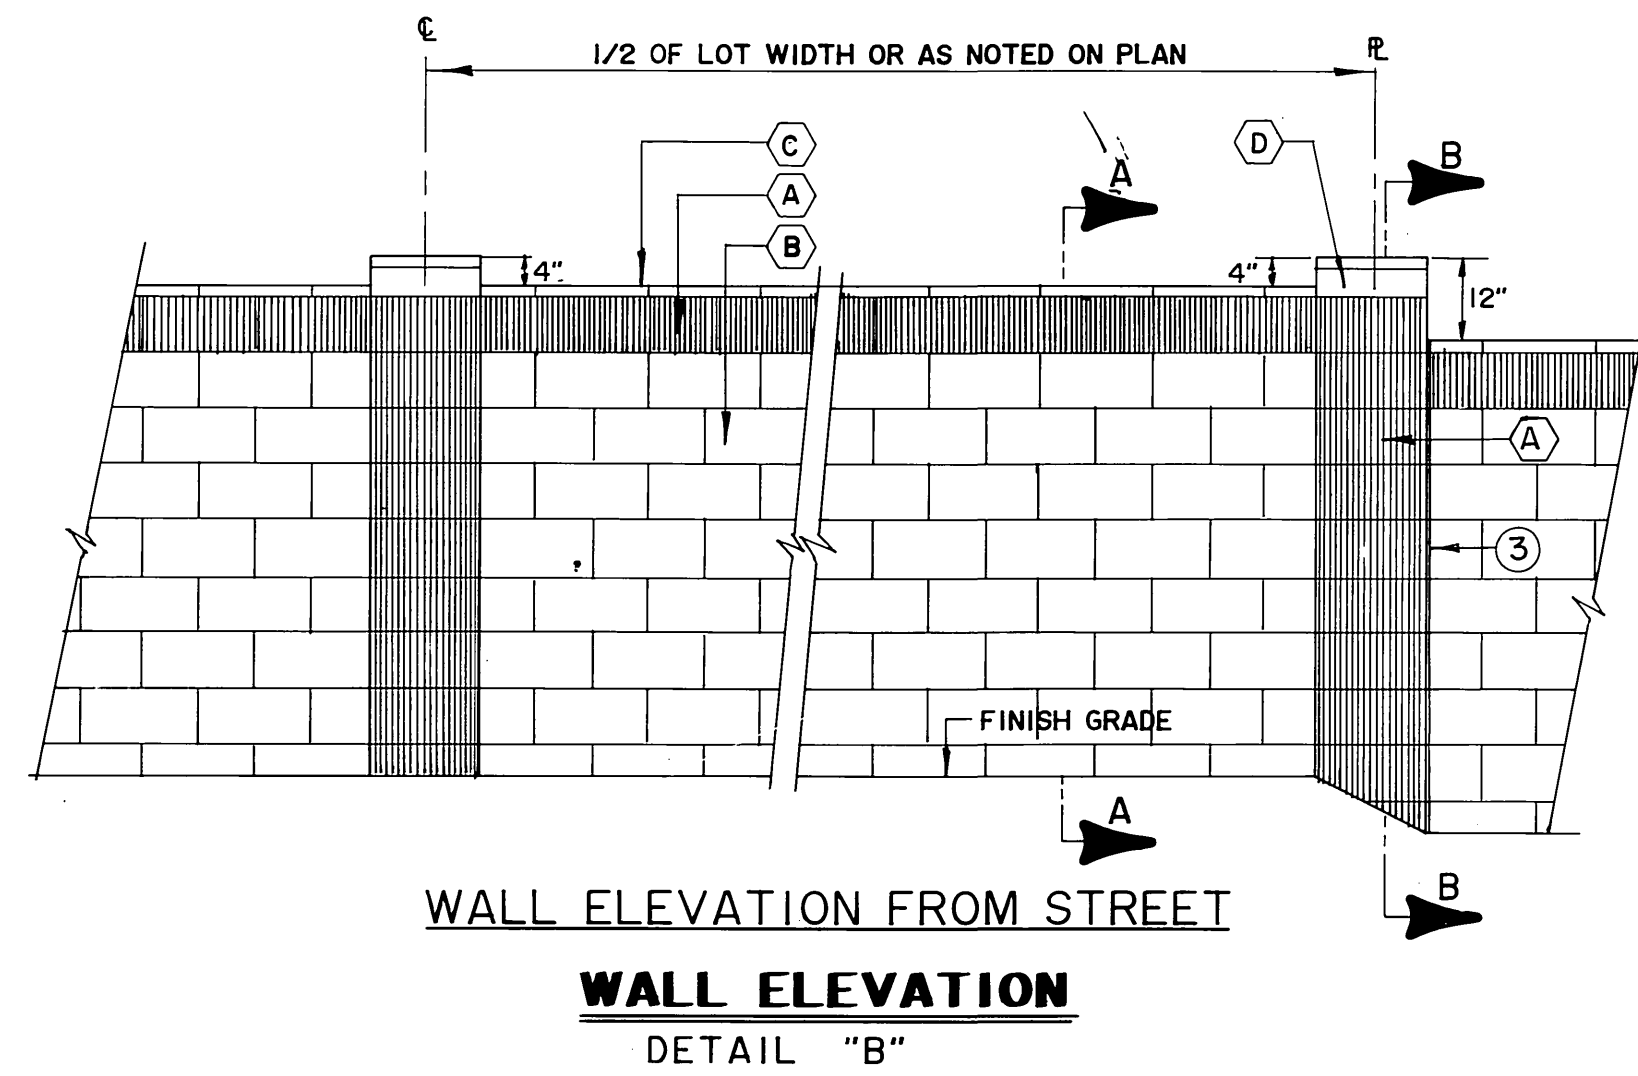 ℄
1/2 OF LOT WIDTH OR AS NOTED ON PLAN
PL
C
D
B
A
A
B
4"
4"
12"
A
3
FINISH GRADE
A
B
WALL ELEVATION FROM STREET
WALL ELEVATION
DETAIL "B"